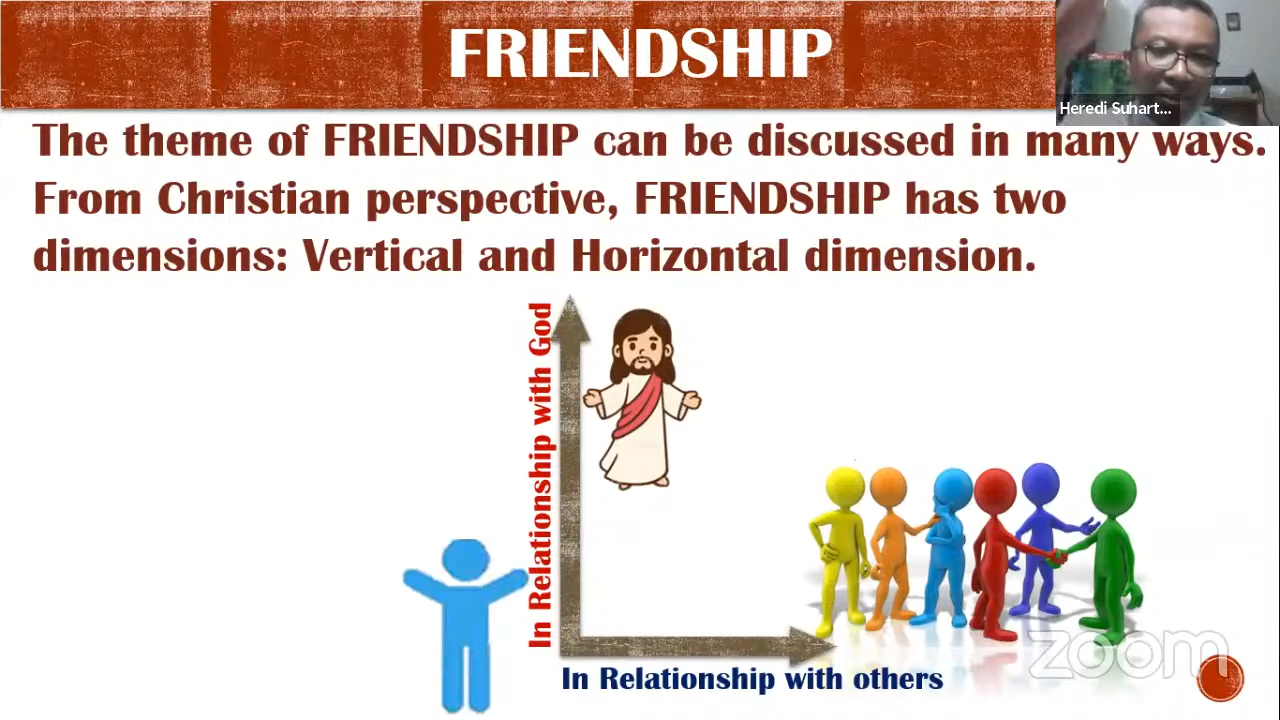 FRIENDSHIP
Heredi Suhart...
The theme of FRIENDSHIP can be discussed in many ways.
From Christian perspective, FRIENDSHIP has two
dimensions: Vertical and Horizontal dimension.
In Relationship with God
In Relationship with others
zoom